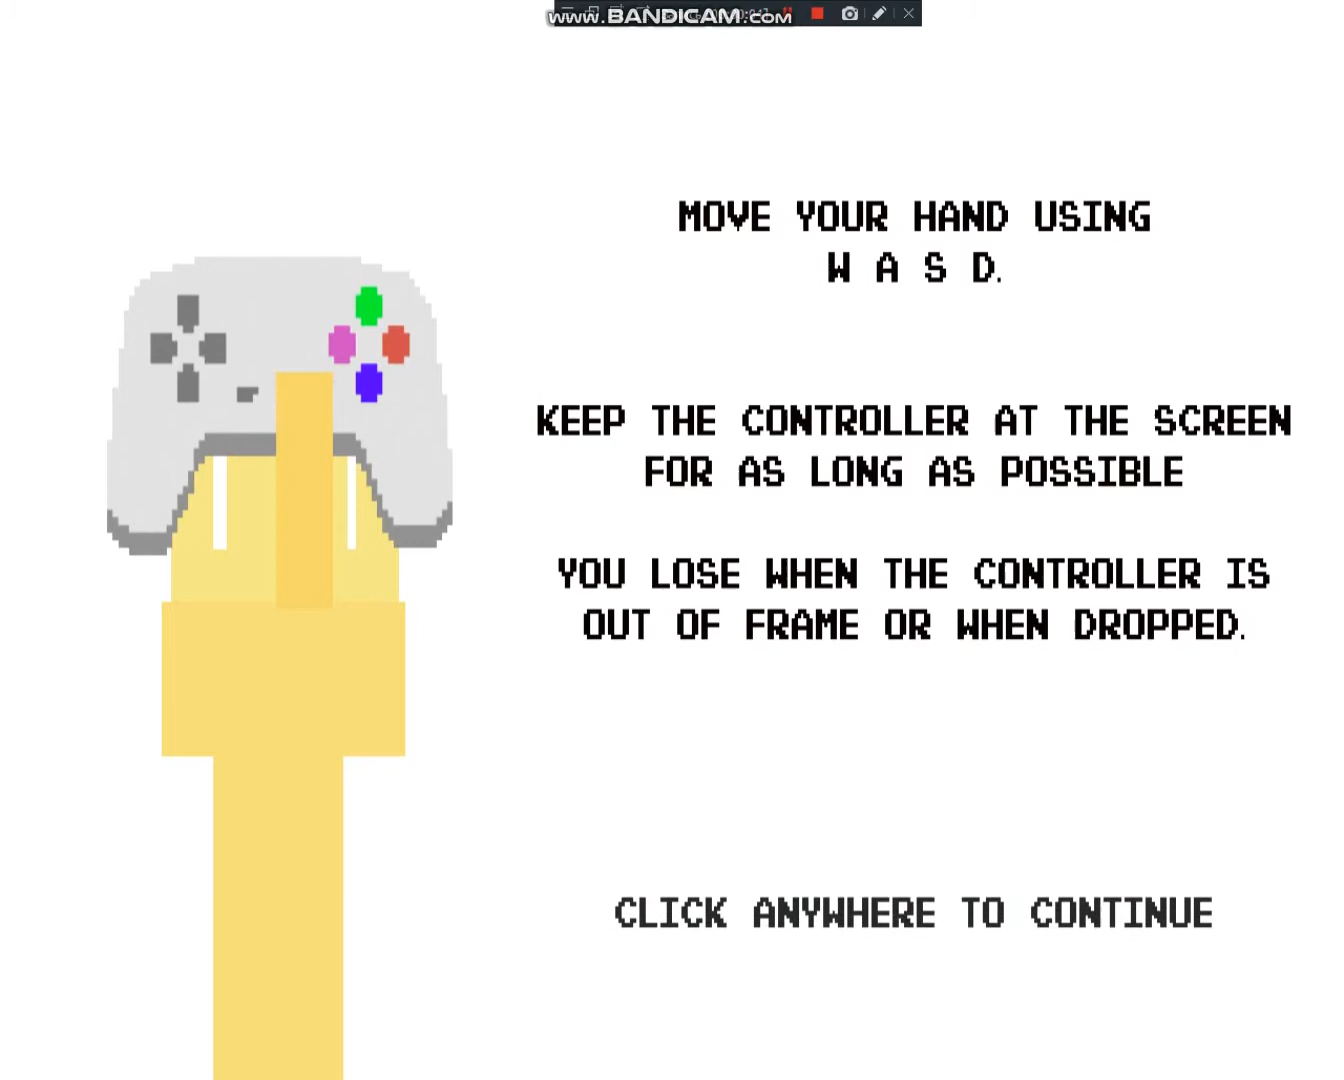 www.BANDICAM.com
MOVE YOUR HAND USING
W A S D.
KEEP THE CONTROLLER AT THE SCREEN
FOR AS LONG AS POSSIBLE
YOU LOSE WHEN THE CONTROLLER IS
OUT OF FRAME OR WHEN DROPPED.
CLICK ANYWHERE TO CONTINUE